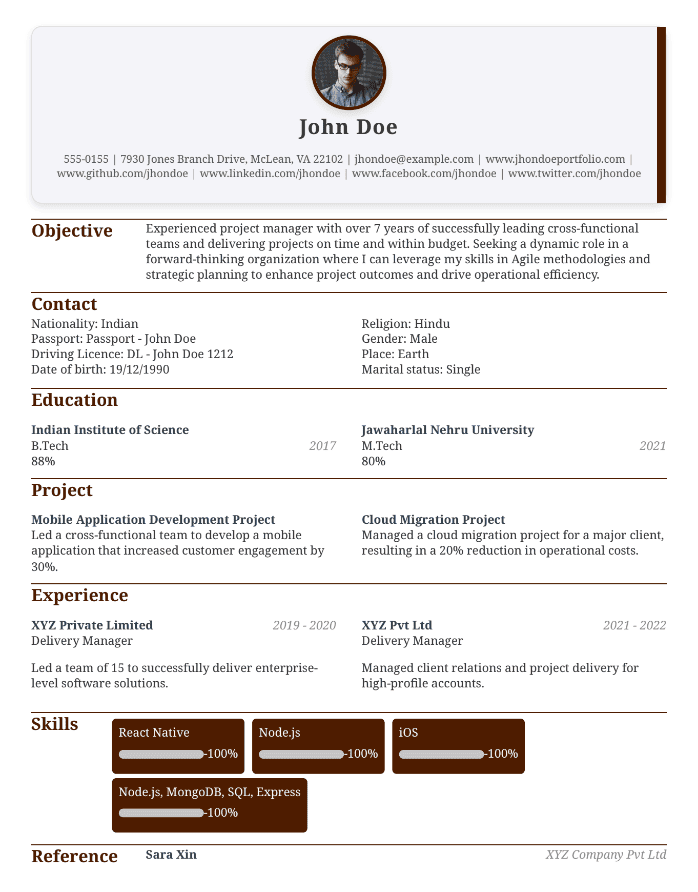 John Doe
555-0155 | 7930 Jones Branch Drive, McLean, VA 22102 | jhondoe@example.com | www.jhondoeportfolio.com |
www.github.com/jhondoe | www.linkedin.com/jhondoe | www.facebook.com/jhondoe | www.twitter.com/jhondoe
Objective
Experienced project manager with over 7 years of successfully leading cross-functional
teams and delivering projects on time and within budget. Seeking a dynamic role in a
forward-thinking organization where I can leverage my skills in Agile methodologies and
strategic planning to enhance project outcomes and drive operational efficiency.
Contact
Nationality: Indian
Passport: Passport - John Doe
Driving Licence: DL - John Doe 1212
Date of birth: 19/12/1990
Religion: Hindu
Gender: Male
Place: Earth
Marital status: Single
Education
Indian Institute of Science
B.Tech 2017
88%
Jawaharlal Nehru University
M.Tech 2021
80%
Project
Mobile Application Development Project
Led a cross-functional team to develop a mobile
application that increased customer engagement by
30%.
Cloud Migration Project
Managed a cloud migration project for a major client,
resulting in a 20% reduction in operational costs.
Experience
XYZ Private Limited 2019 - 2020
Delivery Manager
Led a team of 15 to successfully deliver enterprise-
level software solutions.
XYZ Pvt Ltd 2021 - 2022
Delivery Manager
Managed client relations and project delivery for
high-profile accounts.
Skills
React Native
-100%
Node.js
-100%
iOS
-100%
Node.js, MongoDB, SQL, Express
-100%
Reference
Sara Xin XYZ Company Pvt Ltd